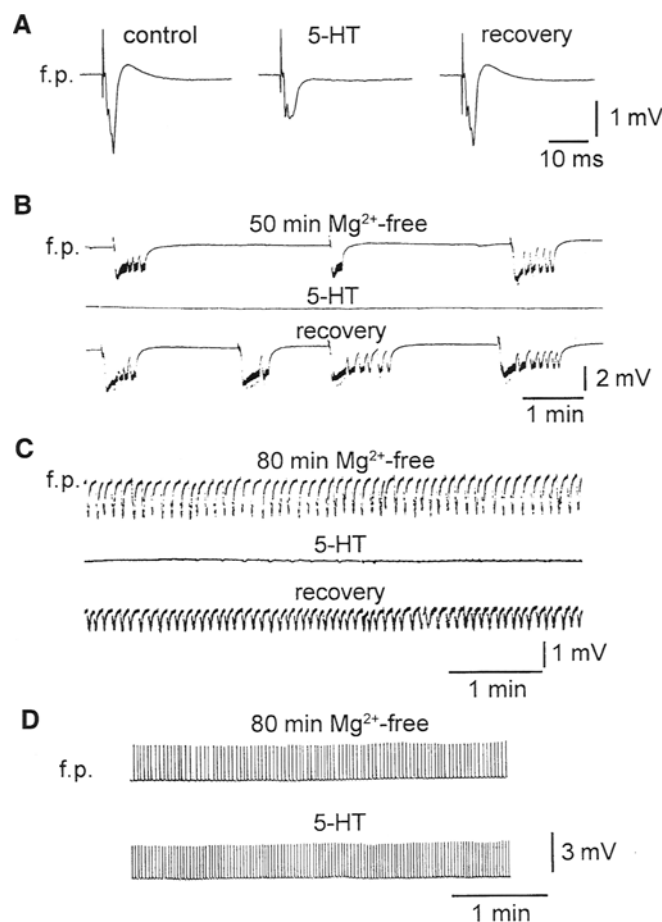 A
control 5-HT recovery
f.p.
1 mV
10 ms
B
50 min Mg²⁺-free
f.p.
5-HT
recovery
2 mV
1 min
C
80 min Mg²⁺-free
f.p.
5-HT
recovery
1 mV
1 min
D
80 min Mg²⁺-free
f.p.
5-HT
3 mV
1 min